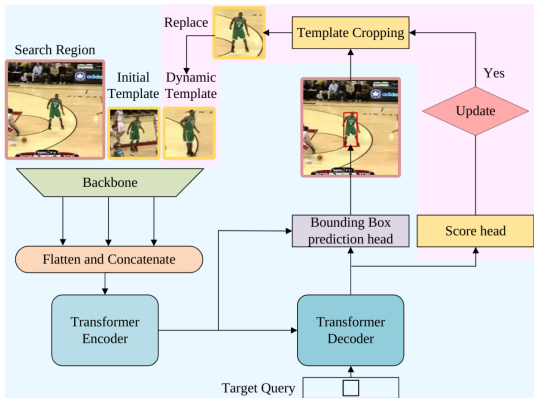 Replace
Template Cropping
Search Region
Initial
Template
Dynamic
Template
Yes
adidas
Update
Backbone
Bounding Box
prediction head
Score head
Flatten and Concatenate
Transformer
Encoder
Transformer
Decoder
Target Query